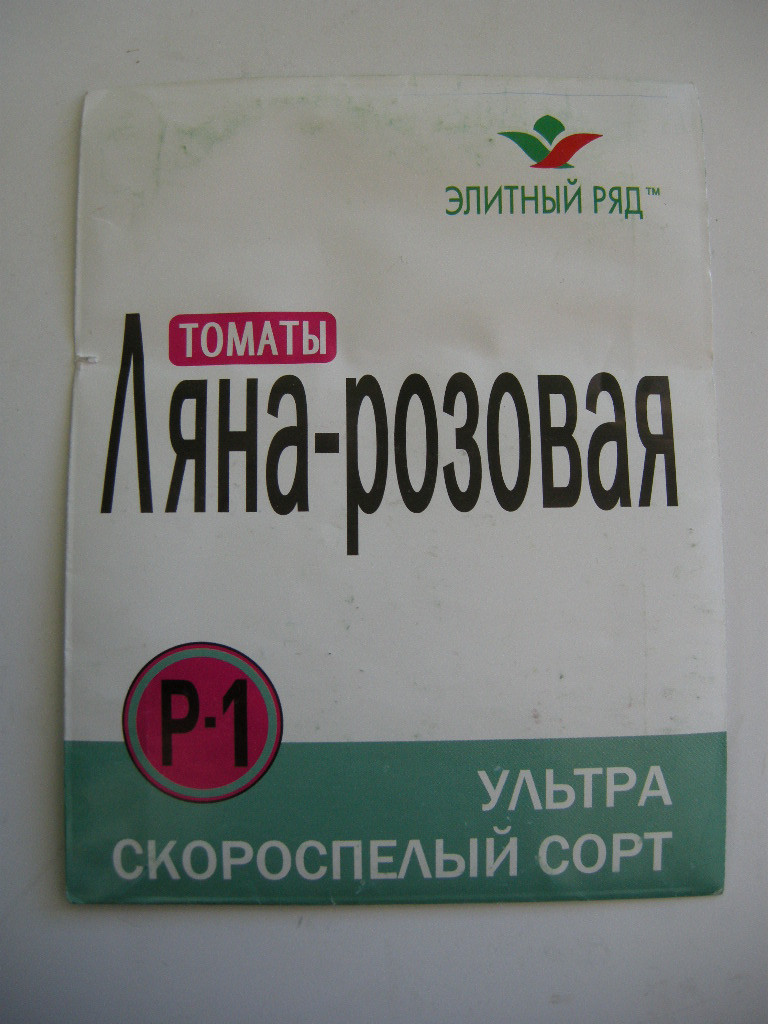 ЭЛИТНЫЙ РЯД™
ТОМАТЫ
Ляна-розовая
Р-1
УЛЬТРА
СКОРОСПЕЛЫЙ СОРТ